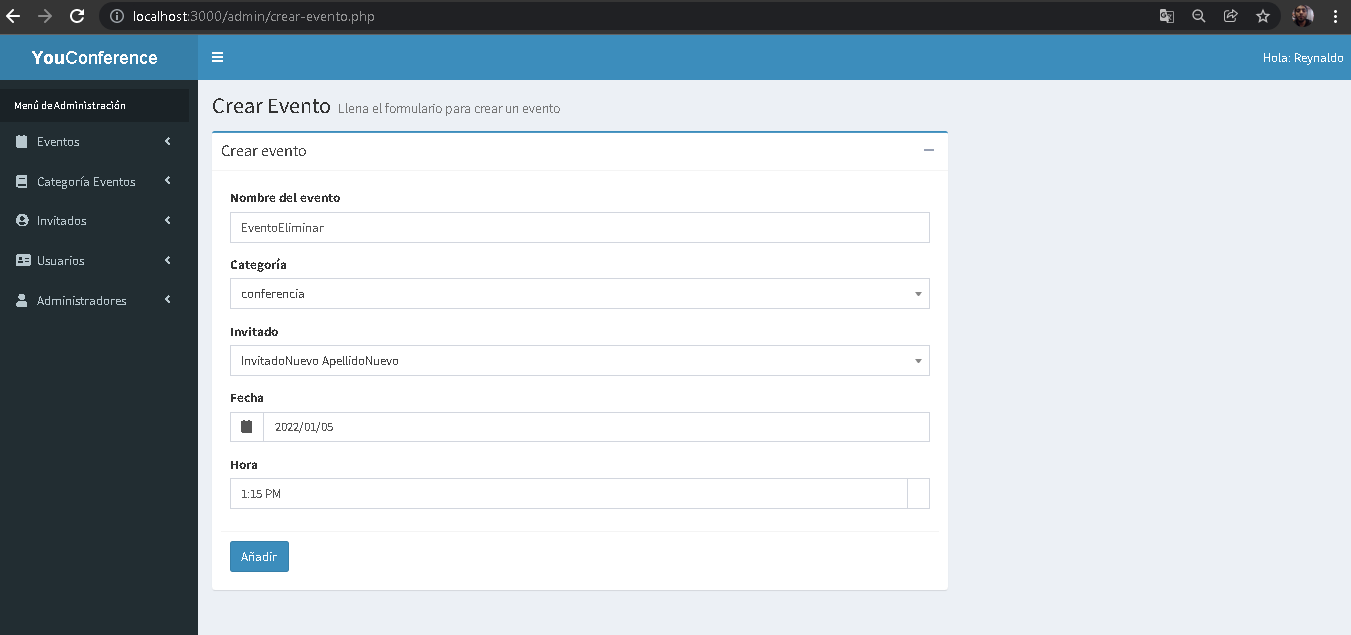 localhost:3000/admin/crear-evento.php
YouConference
Hola: Reynaldo
Menú de Administración
Eventos
Categoría Eventos
Invitados
Usuarios
Administradores
Crear Evento Llena el formulario para crear un evento
Crear evento
Nombre del evento
EventoEliminar
Categoría
conferencia
Invitado
InvitadoNuevo ApellidoNuevo
Fecha
2022/01/05
Hora
1:15 PM
Añadir